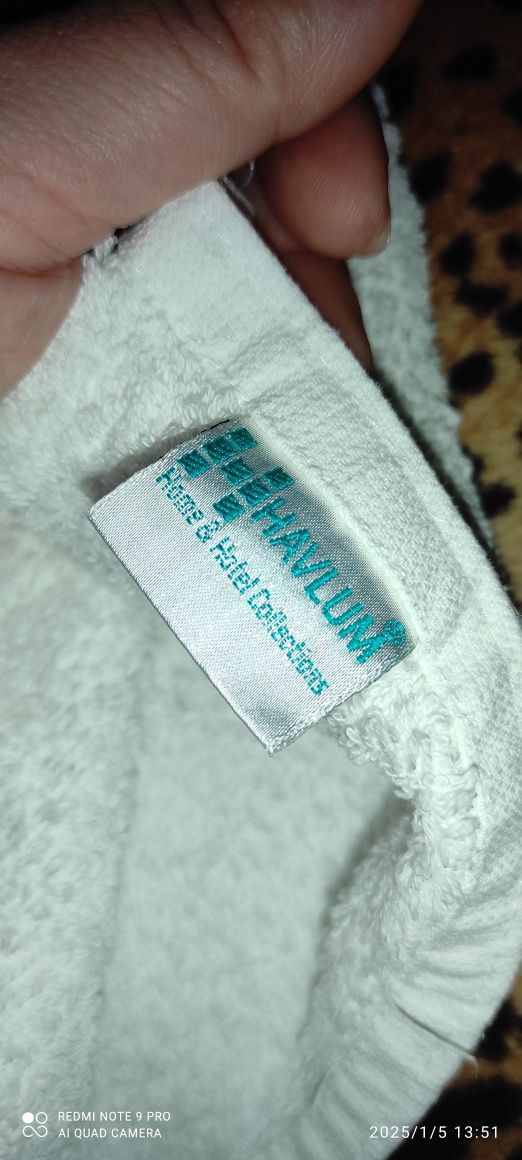 HAVLUM®
Home & Hotel Collections
REDMI NOTE 9 PRO
AI QUAD CAMERA
2025/1/5 13:51